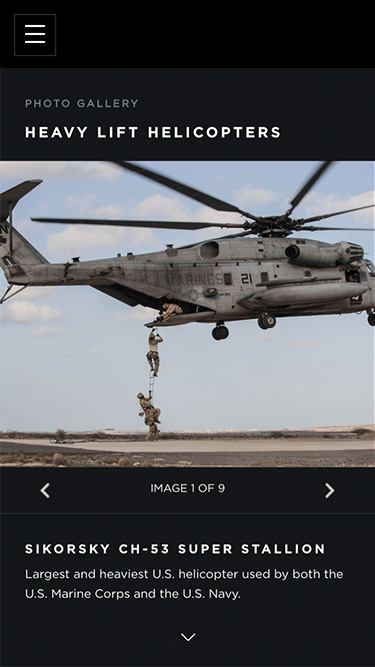 PHOTO GALLERY
HEAVY LIFT HELICOPTERS
MARINES 21
IMAGE 1 OF 9
SIKORSKY CH-53 SUPER STALLION
Largest and heaviest U.S. helicopter used by both the
U.S. Marine Corps and the U.S. Navy.